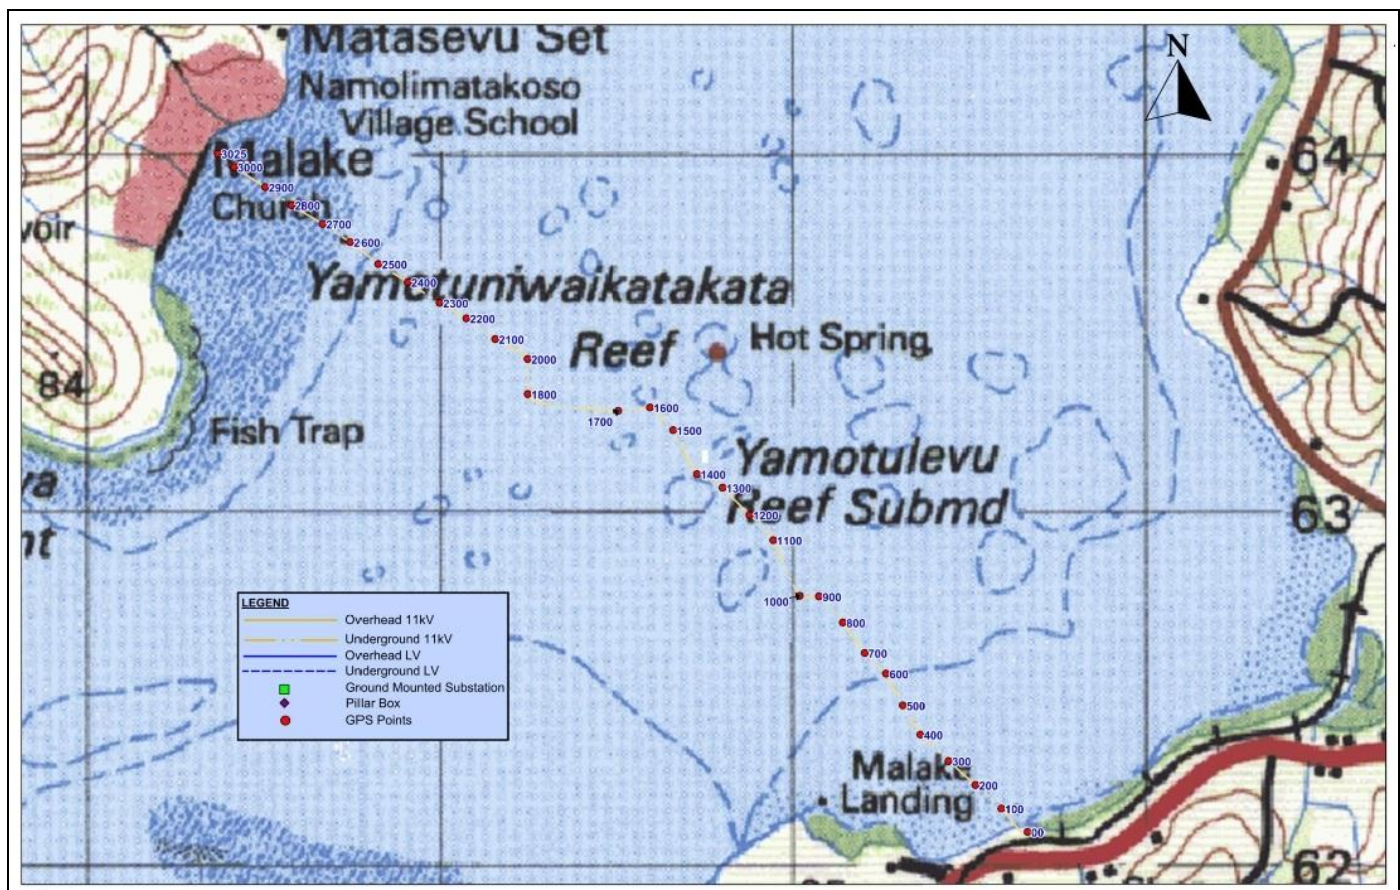 Matasevu Set
N
Namolimatakoso
Village School
Malake
3025
3000
64
2900
Church
2800
2700
voir
2600
2500
Yamotuniwaikatakata
2400
2300
2200
Reef
Hot Spring
2100
2000
84
1800
1600
1700
1500
Fish Trap
Yamotulevu
1400
va
1300
Reef Submd
1200
63
nt
1100
1000
900
LEGEND
Overhead 11kV
800
Underground 11kV
700
Overhead LV
Underground LV
600
Ground Mounted Substation
Pillar Box
500
GPS Points
400
300
Malake
200
Landing
100
00
62